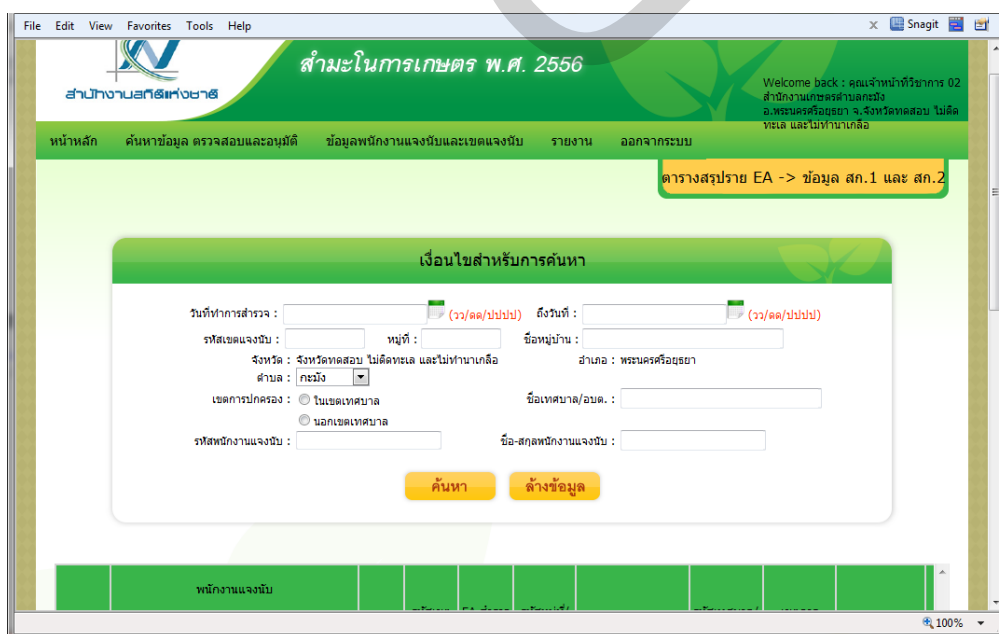 File Edit View Favorites Tools Help x Snagit
สำมะโนการเกษตร พ.ศ. 2556
สำนักงานสถิติแห่งชาติ
Welcome back : คุณเจ้าหน้าที่วิชาการ 02
สำนักงานเกษตรตำบลกะมัง
อ.พระนครศรีอยุธยา จ.จังหวัดทดสอบ ไม่ติด
ทะเล และไม่ทำนาเกลือ
หน้าหลัก ค้นหาข้อมูล ตรวจสอบและอนุมัติ ข้อมูลพนักงานแจงนับและเขตแจงนับ รายงาน ออกจากระบบ
ตารางสรุปราย EA -> ข้อมูล สก.1 และ สก.2
เงื่อนไขสำหรับการค้นหา
วันที่ทำการสำรวจ : (วว/ดด/ปปปป) ถึงวันที่ : (วว/ดด/ปปปป)
รหัสเขตแจงนับ : หมู่ที่ : ชื่อหมู่บ้าน :
จังหวัด : จังหวัดทดสอบ ไม่ติดทะเล และไม่ทำนาเกลือ อำเภอ : พระนครศรีอยุธยา
ตำบล : กะมัง
เขตการปกครอง : ในเขตเทศบาล ชื่อเทศบาล/อบต. :
นอกเขตเทศบาล
รหัสพนักงานแจงนับ : ชื่อ-สกุลพนักงานแจงนับ :
ค้นหา ล้างข้อมูล
พนักงานแจงนับ
100%